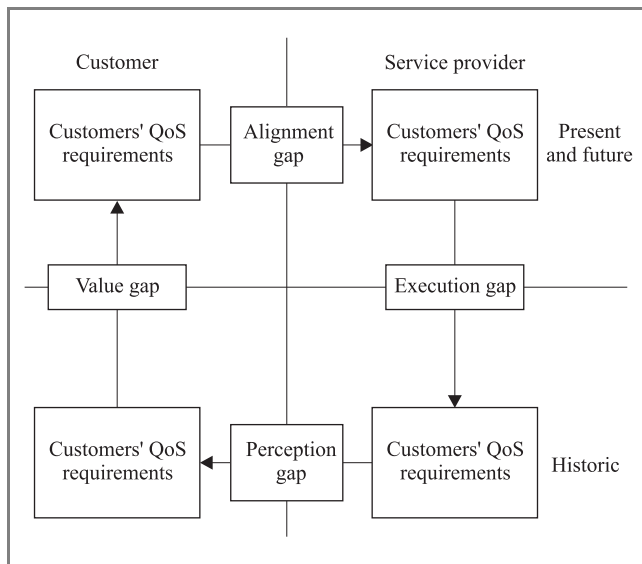 Customer
Service provider
Customers' QoS
requirements
Alignment
gap
Customers' QoS
requirements
Present
and future
Value gap
Execution gap
Customers' QoS
requirements
Perception
gap
Customers' QoS
requirements
Historic